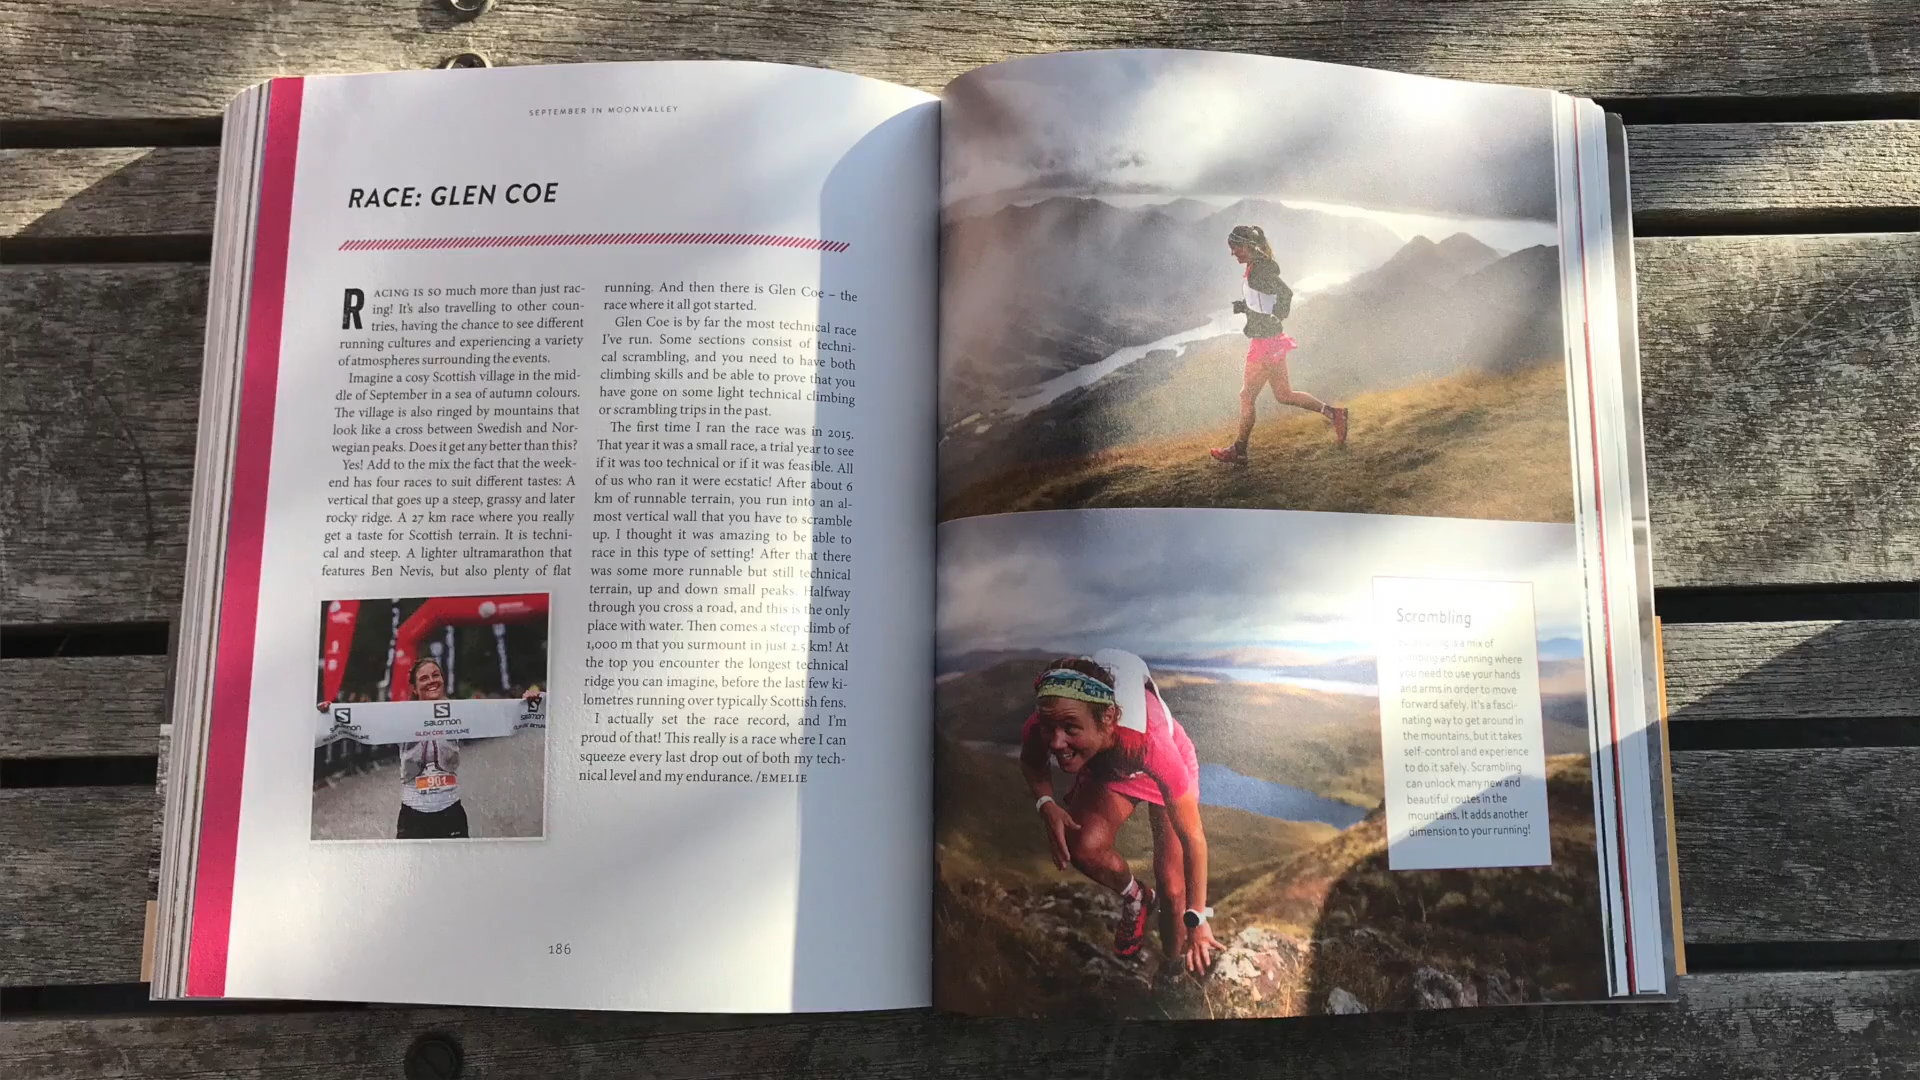 SEPTEMBER IN MOONVALLEY
RACE: GLEN COE
RACING IS SO much more than just rac-
ing! It's also travelling to other coun-
tries, having the chance to see different
running cultures and experiencing a variety
of atmospheres surrounding the events.
Imagine a cosy Scottish village in the mid-
dle of September in a sea of autumn colours.
The village is also ringed by mountains that
look like a cross between Swedish and Nor-
wegian peaks. Does it get any better than this?
Yes! Add to the mix the fact that the week-
end has four races to suit different tastes: A
vertical that goes up a steep, grassy and later
rocky ridge. A 27 km race where you really
get a taste for Scottish terrain. It is techni-
cal and steep. A lighter ultramarathon that
features Ben Nevis, but also plenty of flat
running. And then there is Glen Coe – the
race where it all got started.
Glen Coe is by far the most technical race
I've run. Some sections consist of techni-
cal scrambling, and you need to have both
climbing skills and be able to prove that you
have gone on some light technical climbing
or scrambling trips in the past.
The first time I ran the race was in 2015.
That year it was a small race, a trial year to see
if it was too technical or if it was feasible. All
of us who ran it were ecstatic! After about 6
km of runnable terrain, you run into an al-
most vertical wall that you have to scramble
up. I thought it was amazing to be able to
race in this type of setting! After that there
was some more runnable but still technical
terrain, up and down small peaks. Halfway
through you cross a road, and this is the only
place with water. Then comes a steep climb of
1,000 m that you surmount in just 2.5 km! At
the top you encounter the longest technical
ridge you can imagine, before the last few ki-
lometres running over typically Scottish fens.
I actually set the race record, and I'm
proud of that! This really is a race where I can
squeeze every last drop out of both my tech-
nical level and my endurance. /EMELIE
salomon
GLEN COE SKYLINE
901
186
Scrambling
is a mix of
and running where
you need to use your hands
and arms in order to move
forward safely. It's a fasci-
nating way to get around in
the mountains, but it takes
self-control and experience
to do it safely. Scrambling
can unlock many new and
beautiful routes in the
mountains. It adds another
dimension to your running!